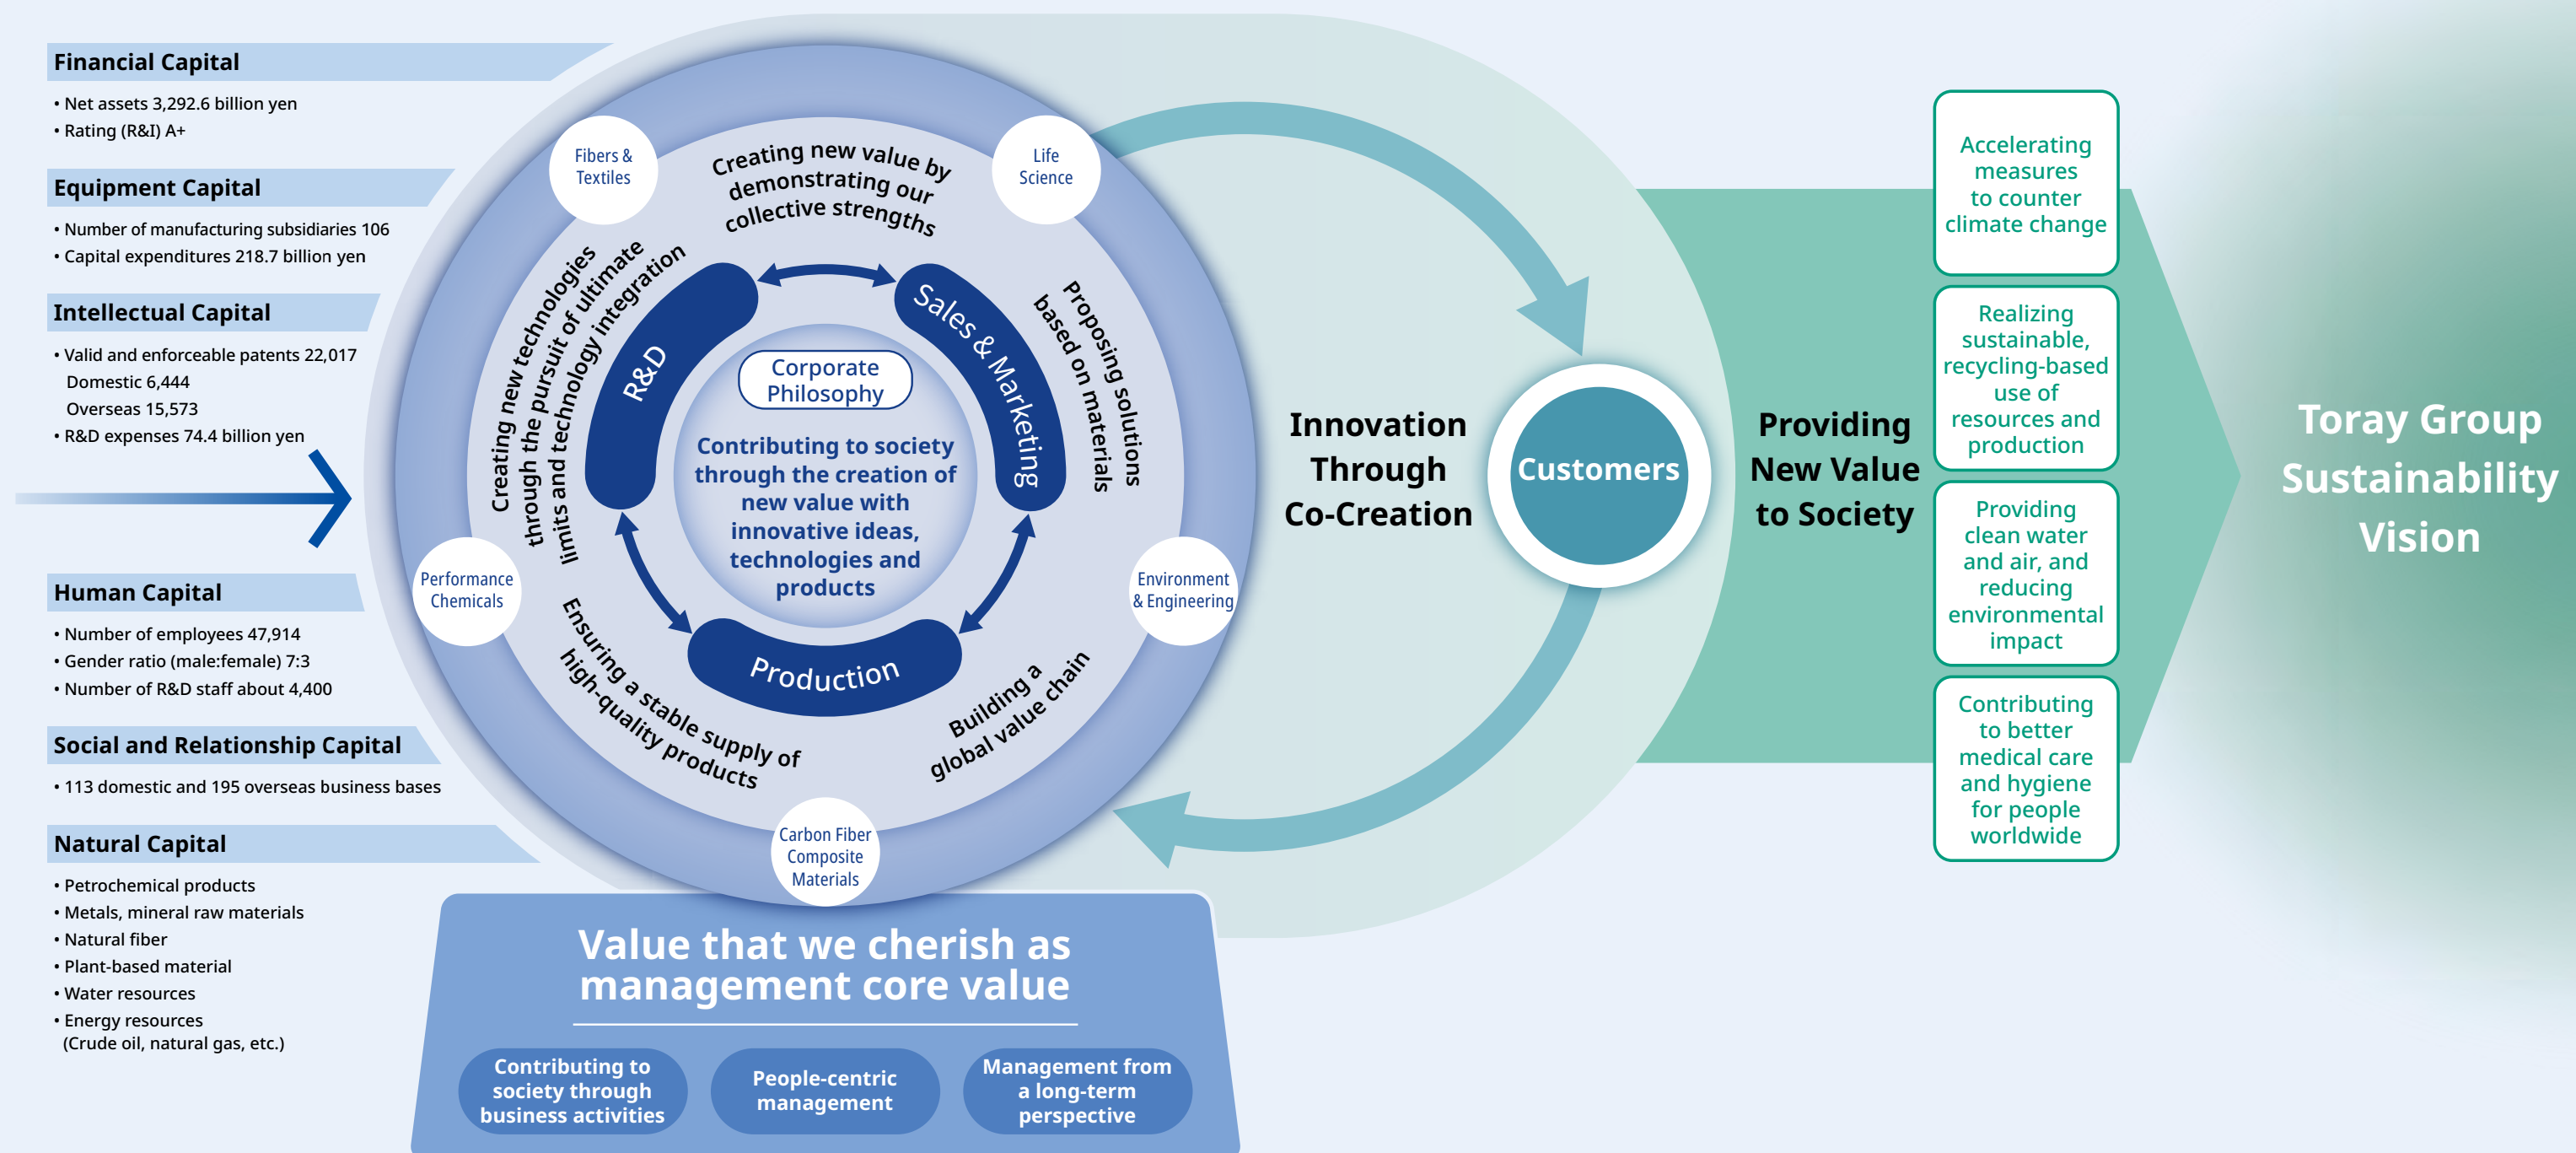 Financial Capital
• Net assets 3,292.6 billion yen
• Rating (R&I) A+
Equipment Capital
• Number of manufacturing subsidiaries 106
• Capital expenditures 218.7 billion yen
Intellectual Capital
• Valid and enforceable patents 22,017
Domestic 6,444
Overseas 15,573
• R&D expenses 74.4 billion yen
Human Capital
• Number of employees 47,914
• Gender ratio (male:female) 7:3
• Number of R&D staff about 4,400
Social and Relationship Capital
• 113 domestic and 195 overseas business bases
Natural Capital
• Petrochemical products
• Metals, mineral raw materials
• Natural fiber
• Plant-based material
• Water resources
• Energy resources
(Crude oil, natural gas, etc.)
Fibers &
Textiles
Life
Science
Performance
Chemicals
Environment
& Engineering
Carbon Fiber
Composite
Materials
Creating new value by
demonstrating our
collective strengths
Creating new technologies
through the pursuit of ultimate
limits and technology integration
Proposing solutions
based on materials
Ensuring a stable supply of
high-quality products
Building a
global value chain
R&D
Sales & Marketing
Production
Corporate
Philosophy
Contributing to society
through the creation of
new value with
innovative ideas,
technologies and
products
Value that we cherish as
management core value
Contributing to
society through
business activities
People-centric
management
Management from
a long-term
perspective
Innovation
Through
Co-Creation
Customers
Providing
New Value
to Society
Accelerating
measures
to counter
climate change
Realizing
sustainable,
recycling-based
use of
resources and
production
Providing
clean water
and air, and
reducing
environmental
impact
Contributing
to better
medical care
and hygiene
for people
worldwide
Toray Group
Sustainability
Vision